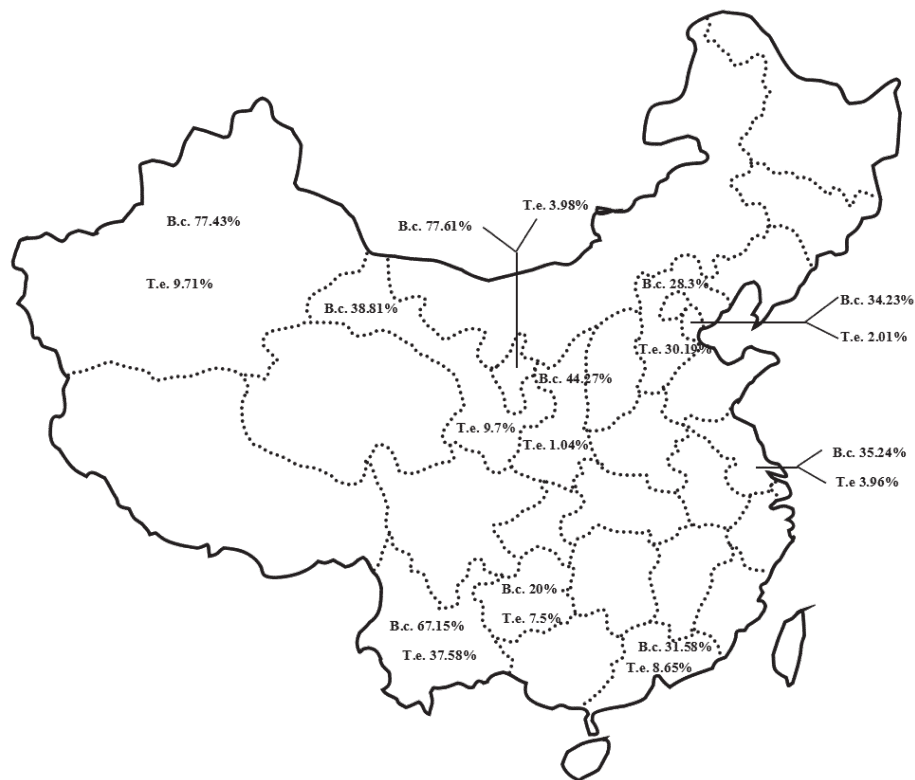 T.e. 3.98%
B.c. 77.43%
B.c. 77.61%
T.e. 9.71%
B.c. 28.3%
B.c. 38.81%
B.c. 34.23%
T.e. 2.01%
T.e. 30.19%
B.c. 44.27%
T.e. 9.7%
T.e. 1.04%
B.c. 35.24%
T.e 3.96%
B.c. 20%
T.e. 7.5%
B.c. 67.15%
T.e. 37.58%
B.c. 31.58%
T.e. 8.65%